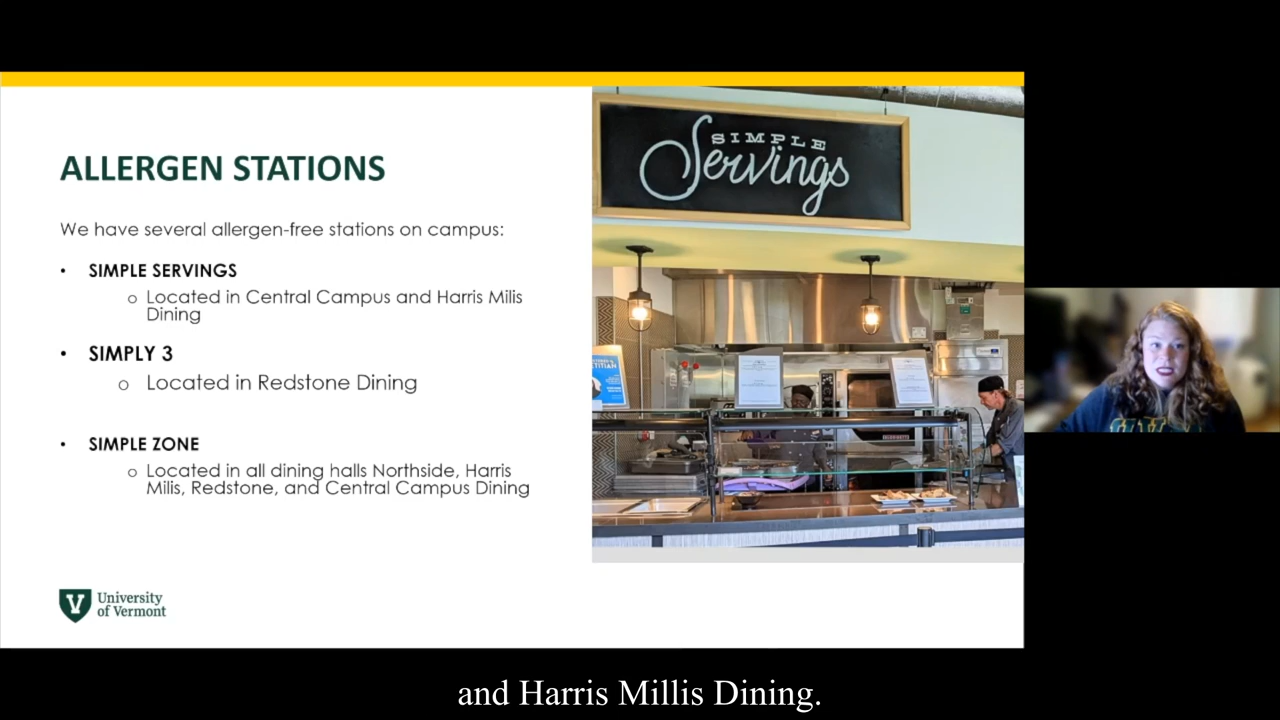 ALLERGEN STATIONS
We have several allergen-free stations on campus:
• SIMPLE SERVINGS
o Located in Central Campus and Harris Milis
Dining
• SIMPLY 3
o Located in Redstone Dining
• SIMPLE ZONE
o Located in all dining halls Northside, Harris
Milis, Redstone, and Central Campus Dining
V University
of Vermont
SIMPLE
Servings
and Harris Millis Dining.